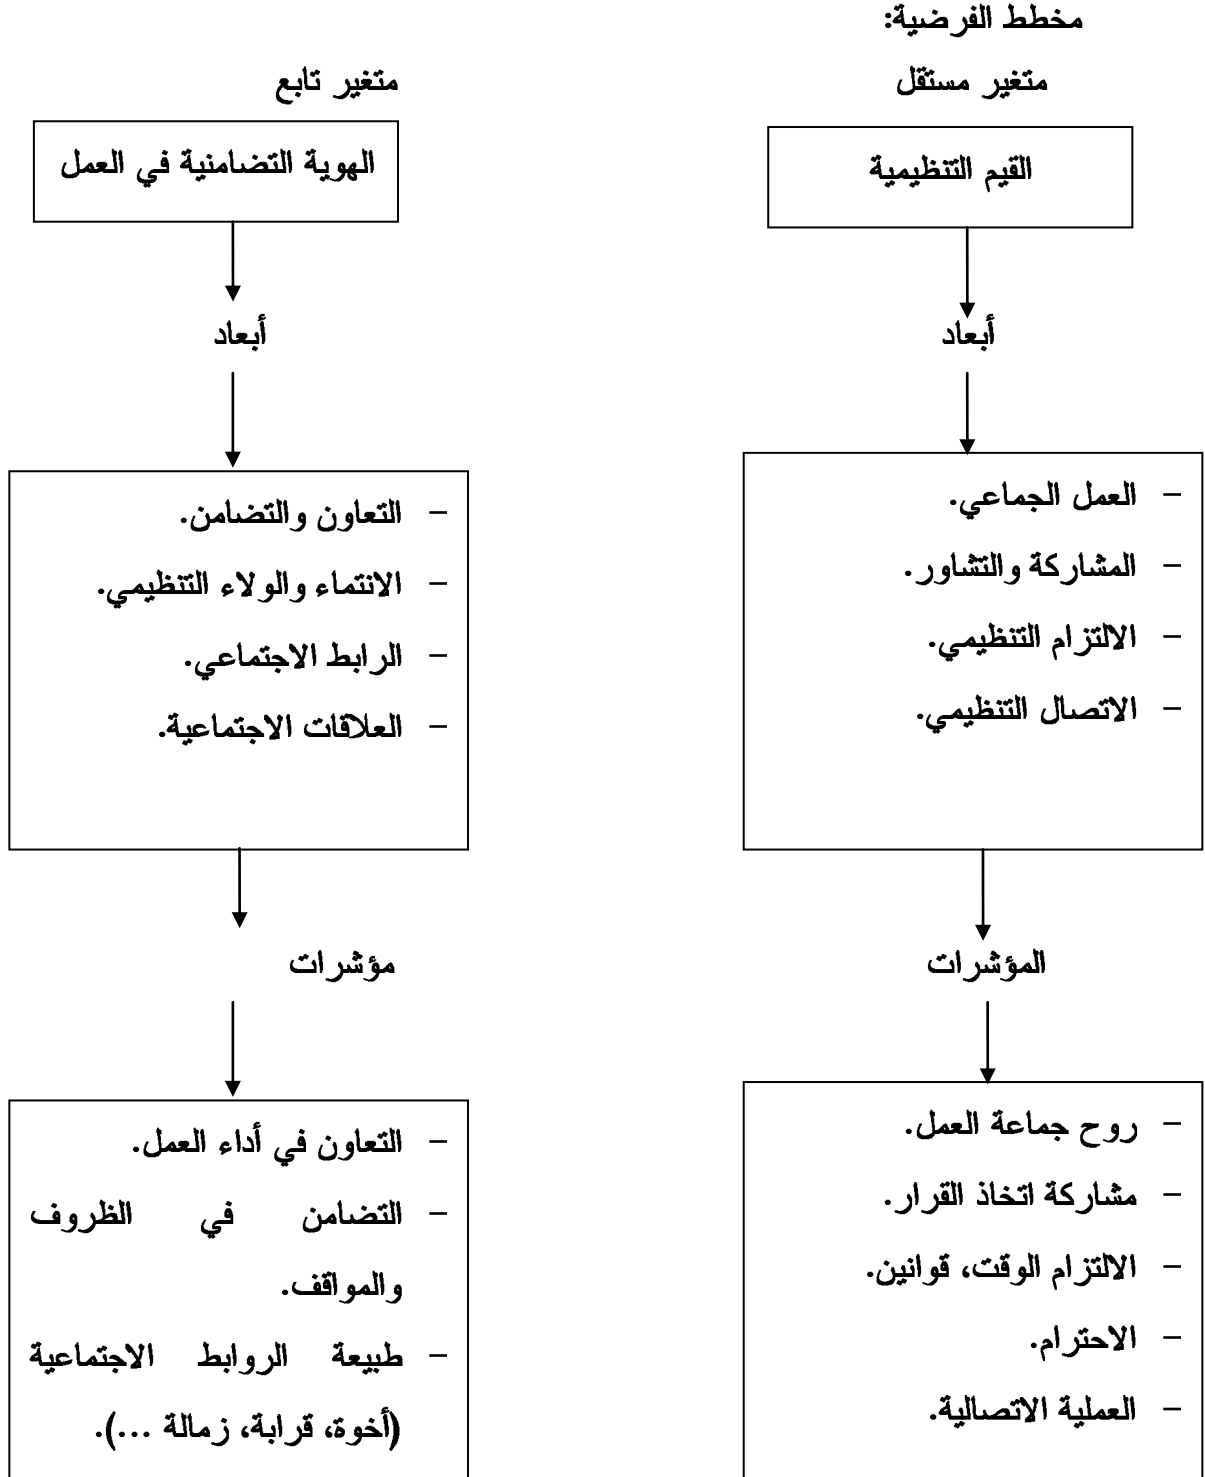 مخطط الفرضية:
متغير مستقل
متغير تابع
القيم التنظيمية
الهوية التضامنية في العمل
أبعاد
أبعاد
- العمل الجماعي.
- المشاركة والتشاور.
- الالتزام التنظيمي.
- الاتصال التنظيمي.
- التعاون والتضامن.
- الانتماء والولاء التنظيمي.
- الرابط الاجتماعي.
- العلاقات الاجتماعية.
المؤشرات
مؤشرات
- روح جماعة العمل.
- مشاركة اتخاذ القرار.
- الالتزام الوقت، قوانين.
- الاحترام.
- العملية الاتصالية.
- التعاون في أداء العمل.
- التضامن في الظروف
والمواقف.
- طبيعة الروابط الاجتماعية
(أخوة، قرابة، زمالة ...).